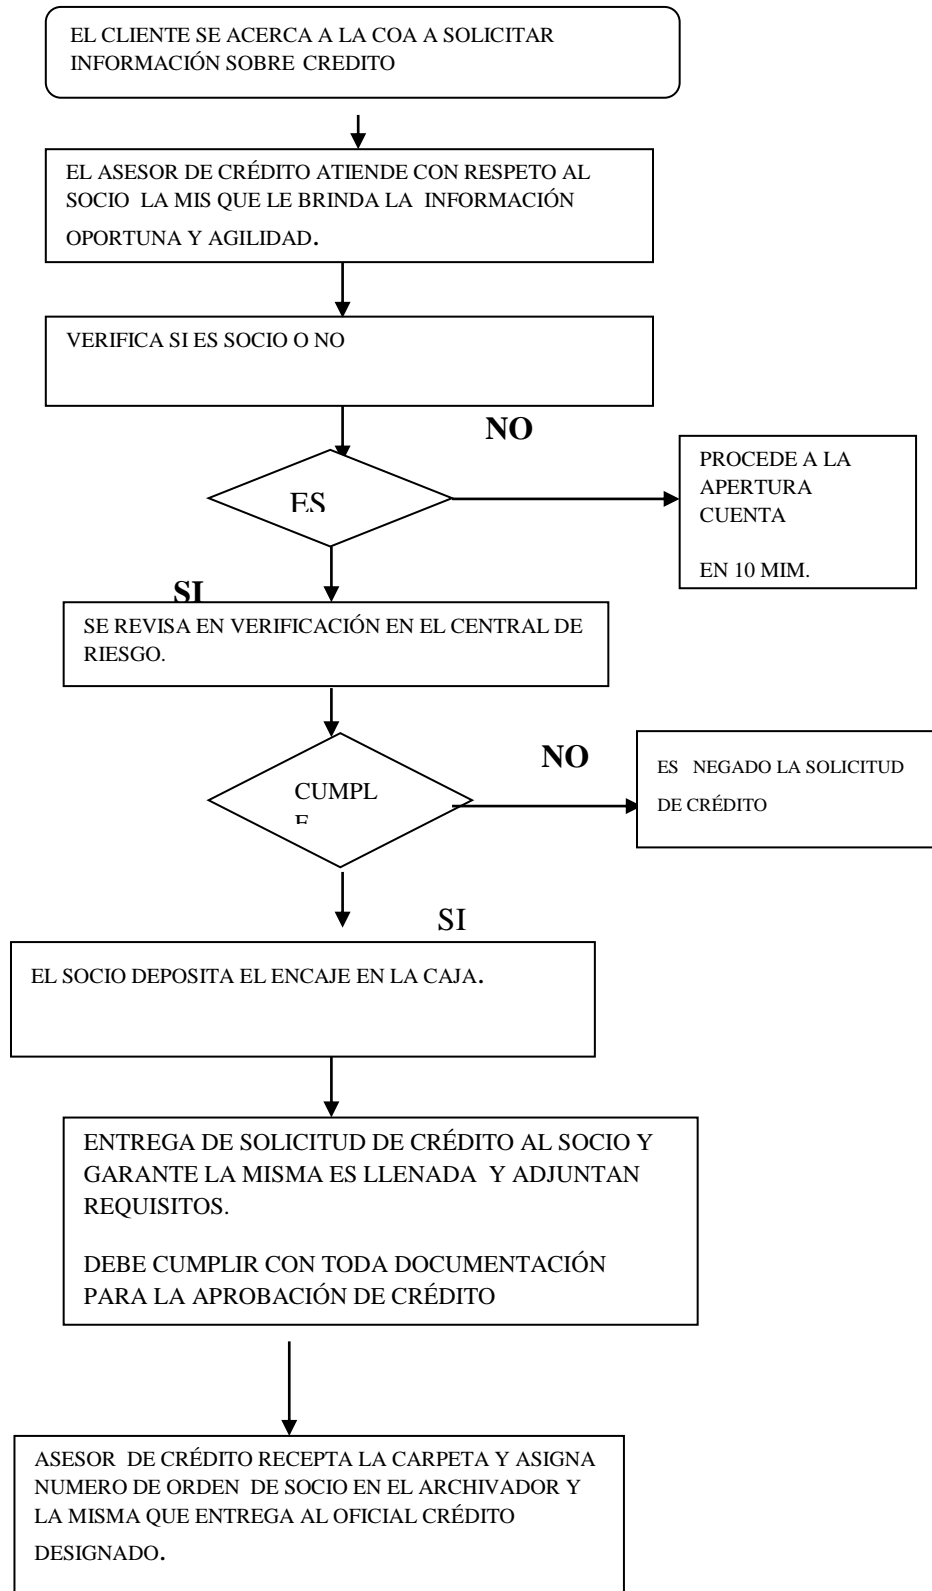 EL CLIENTE SE ACERCA A LA COA A SOLICITAR
INFORMACIÓN SOBRE CREDITO
EL ASESOR DE CRÉDITO ATIENDE CON RESPETO AL
SOCIO LA MIS QUE LE BRINDA LA INFORMACIÓN
OPORTUNA Y AGILIDAD.
VERIFICA SI ES SOCIO O NO
NO
ES
PROCEDE A LA
APERTURA
CUENTA
EN 10 MIM.
SI
SE REVISA EN VERIFICACIÓN EN EL CENTRAL DE
RIESGO.
NO
CUMPL
E
ES NEGADO LA SOLICITUD
DE CRÉDITO
SI
EL SOCIO DEPOSITA EL ENCAJE EN LA CAJA.
ENTREGA DE SOLICITUD DE CRÉDITO AL SOCIO Y
GARANTE LA MISMA ES LLENADA Y ADJUNTAN
REQUISITOS.
DEBE CUMPLIR CON TODA DOCUMENTACIÓN
PARA LA APROBACIÓN DE CRÉDITO
ASESOR DE CRÉDITO RECEPTA LA CARPETA Y ASIGNA
NUMERO DE ORDEN DE SOCIO EN EL ARCHIVADOR Y
LA MISMA QUE ENTREGA AL OFICIAL CRÉDITO
DESIGNADO.